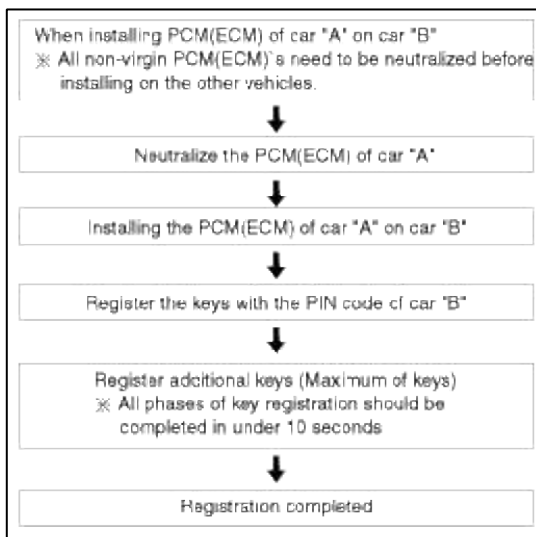 When installing PCM(ECM) of car "A" on car "B"
※ All non-virgin PCM(ECM)`s need to be neutralized before
installing on the other vehicles.
Neutralize the PCM(ECM) of car "A"
Installing the PCM(ECM) of car "A" on car "B"
Register the keys with the PIN code of car "B"
Register additional keys (Maximum of keys)
※ All phases of key registration should be
completed in under 10 seconds
Registration completed